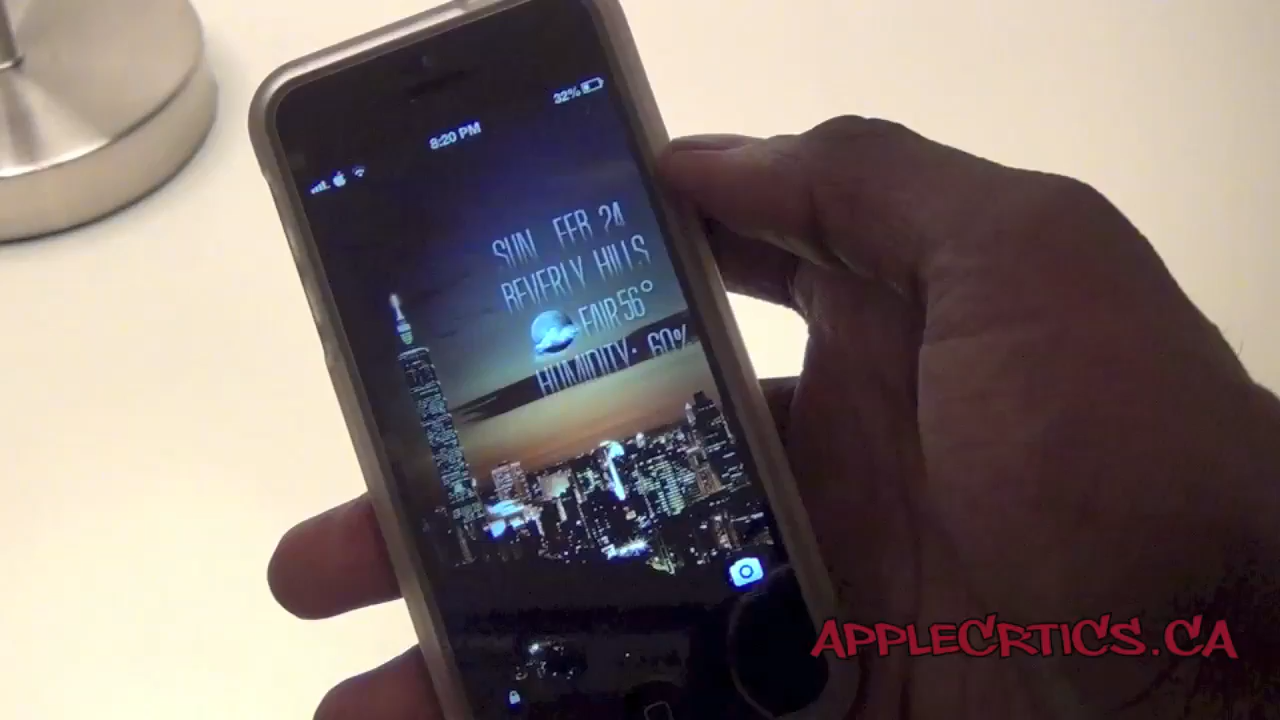 32%
8:20 PM
SUN FEB 24
BEVERLY HILLS
FAIR 56°
HUMIDITY: 60%
APPLECRTICS.CA